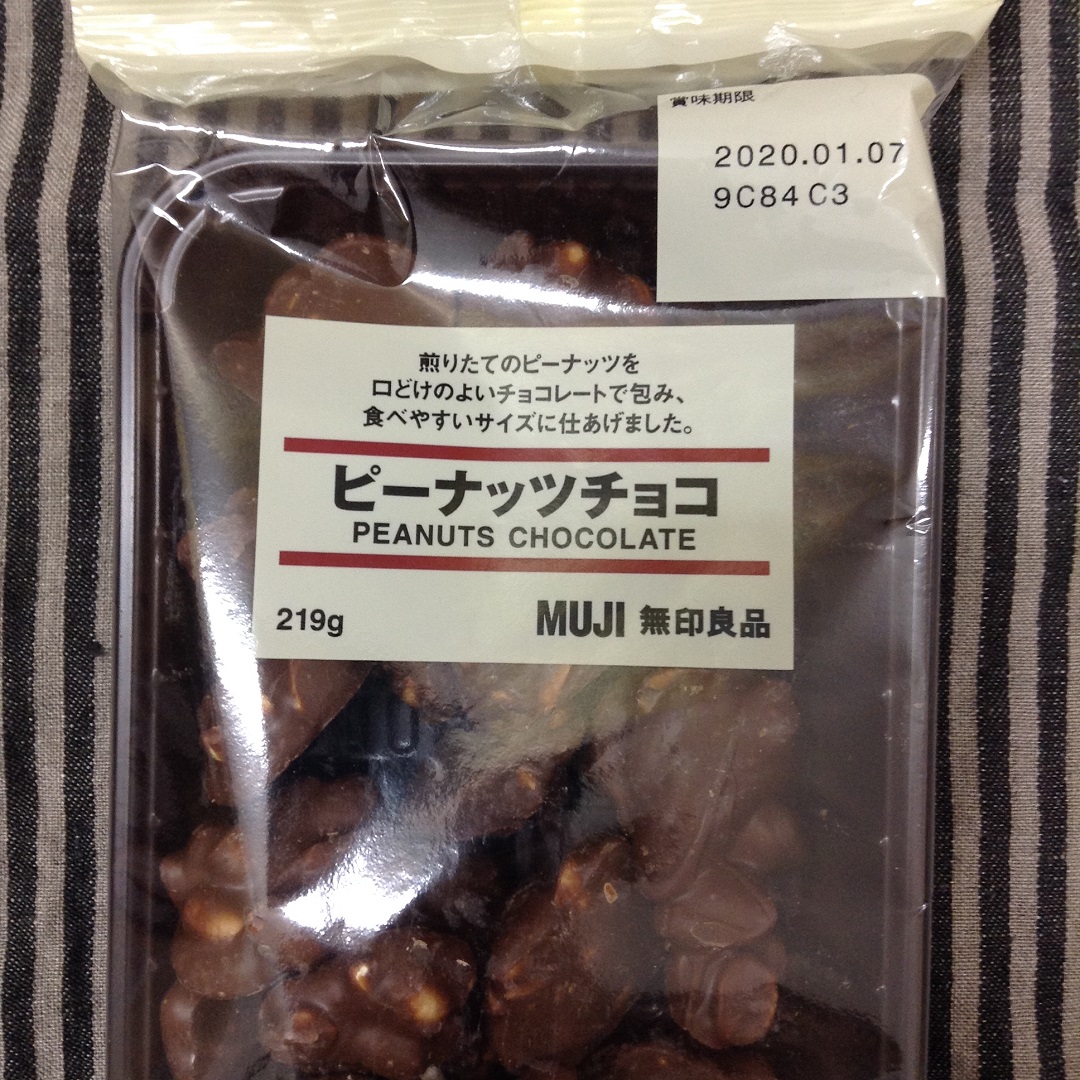 賞味期限
2020.01.07
9C84 C3
煎りたてのピーナッツを
口どけのよいチョコレートで包み、
食べやすいサイズに仕あげました。
ピーナッツチョコ
PEANUTS CHOCOLATE
219g
MUJI 無印良品